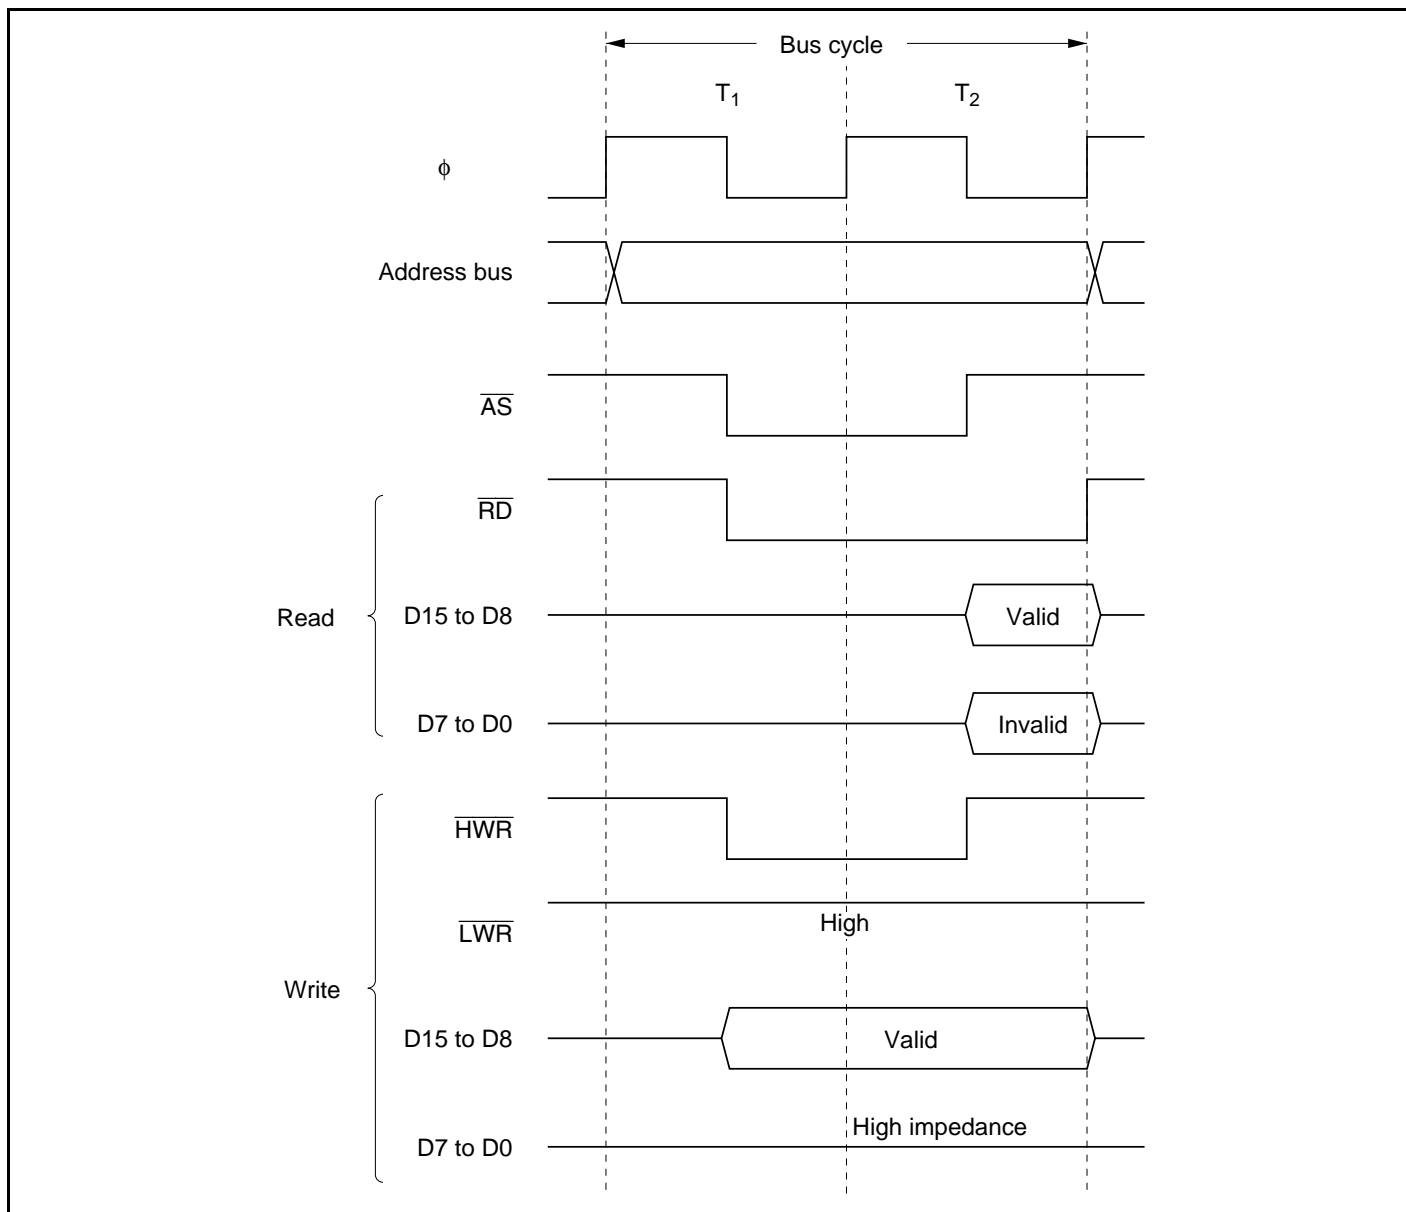 Bus cycle
T1 T2
ϕ
Address bus
AS
RD
Read
D15 to D8 Valid
D7 to D0 Invalid
HWR
LWR High
Write
D15 to D8 Valid
D7 to D0 High impedance